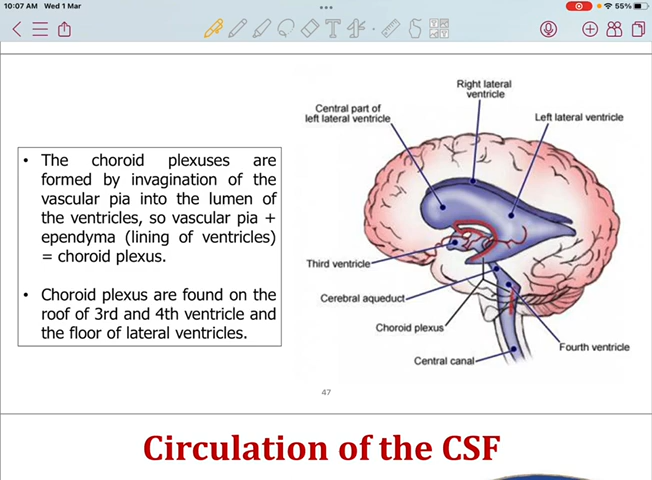 10:07 AM Wed 1 Mar
55%
Right lateral
ventricle
Central part of
left lateral ventricle
Left lateral ventricle
• The choroid plexuses are
formed by invagination of the
vascular pia into the lumen of
the ventricles, so vascular pia +
ependyma (lining of ventricles)
= choroid plexus.
• Choroid plexus are found on the
roof of 3rd and 4th ventricle and
the floor of lateral ventricles.
Third ventricle
Cerebral aqueduct
Choroid plexus
Fourth ventricle
Central canal
47
Circulation of the CSF